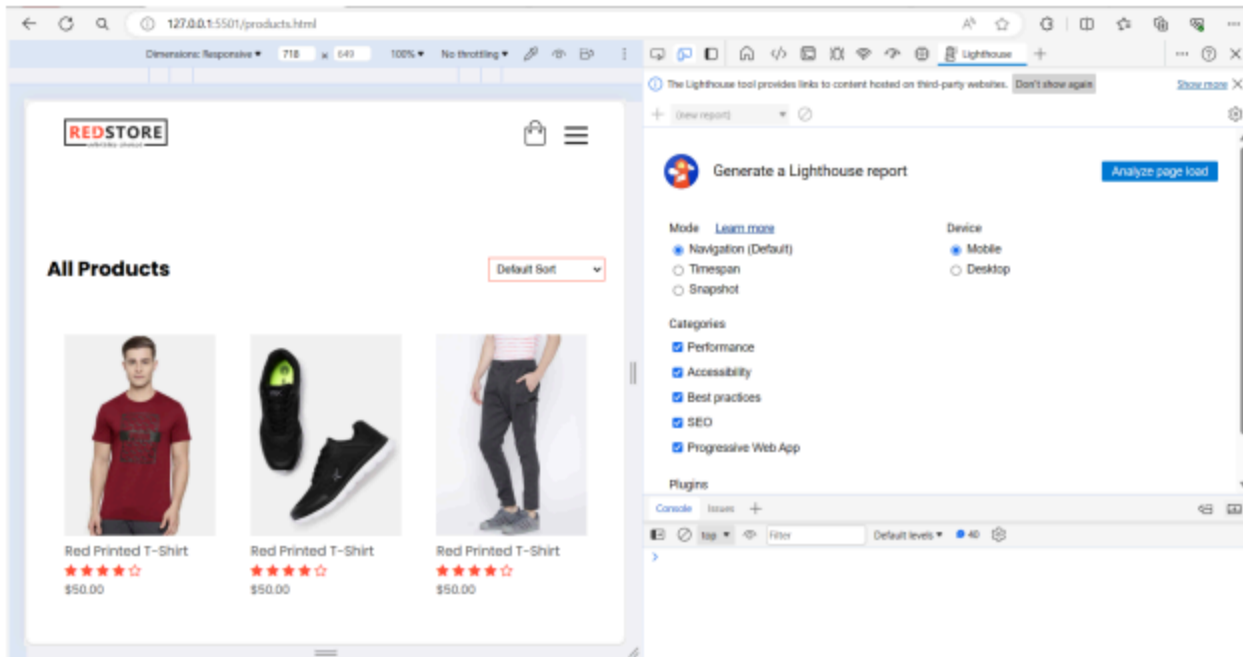 127.0.0.1:5501/products.html
Dimensions: Responsive 718 x 649 100% No throttling
Lighthouse
The Lighthouse tool provides links to content hosted on third-party websites. Don't show again Show more
(new report)
REDSTORE
Generate a Lighthouse report
Analyze page load
Mode Learn more
Device
Navigation (Default)
Mobile
Timespan
Desktop
Snapshot
All Products
Default Sort
Categories
Performance
Accessibility
Best practices
SEO
Progressive Web App
Plugins
Console Issues
top Filter Default levels 40
Red Printed T-Shirt
$50.00
Red Printed T-Shirt
$50.00
Red Printed T-Shirt
$50.00